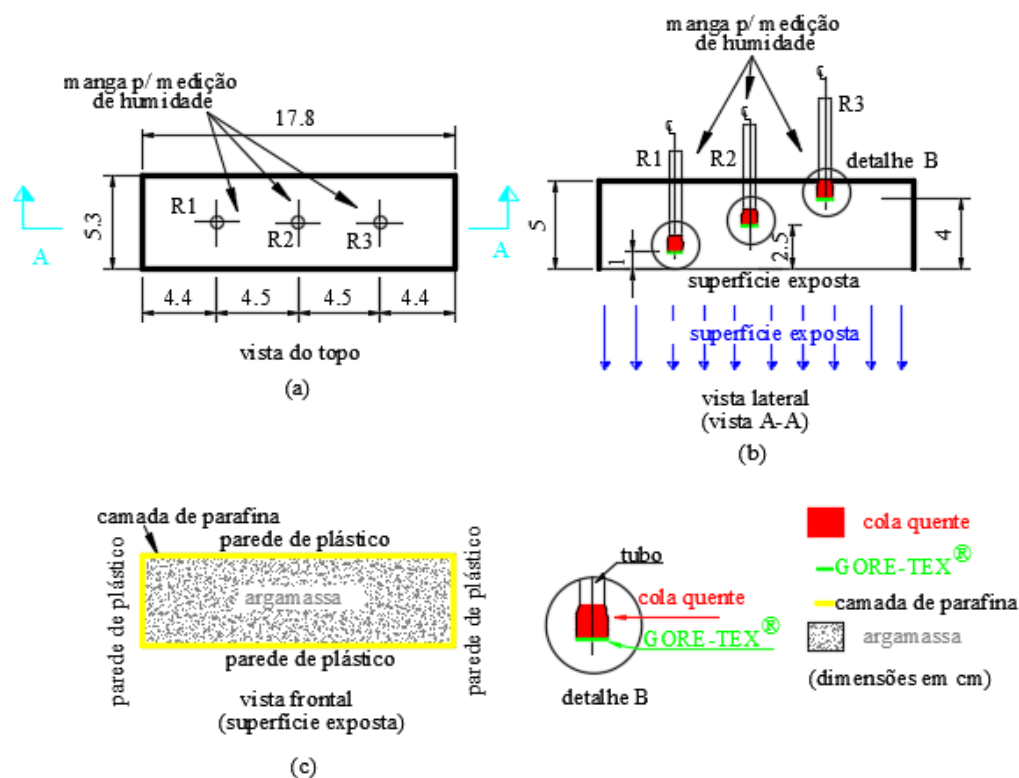 manga p/ medição
de humidade
17.8
5.3
R1
R2
R3
A
A
4.4
4.5
4.5
4.4
vista do topo
(a)
manga p/ medição
de humidade
℄
℄
℄
R1
R2
R3
detalhe B
5
1
2.5
4
superfície exposta
superfície exposta
vista lateral
(vista A-A)
(b)
camada de parafina
parede de plástico
parede de plástico
argamassa
parede de plástico
parede de plástico
vista frontal
(superfície exposta)
(c)
tubo
cola quente
GORE-TEX®
detalhe B
cola quente
GORE-TEX®
camada de parafina
argamassa
(dimensões em cm)